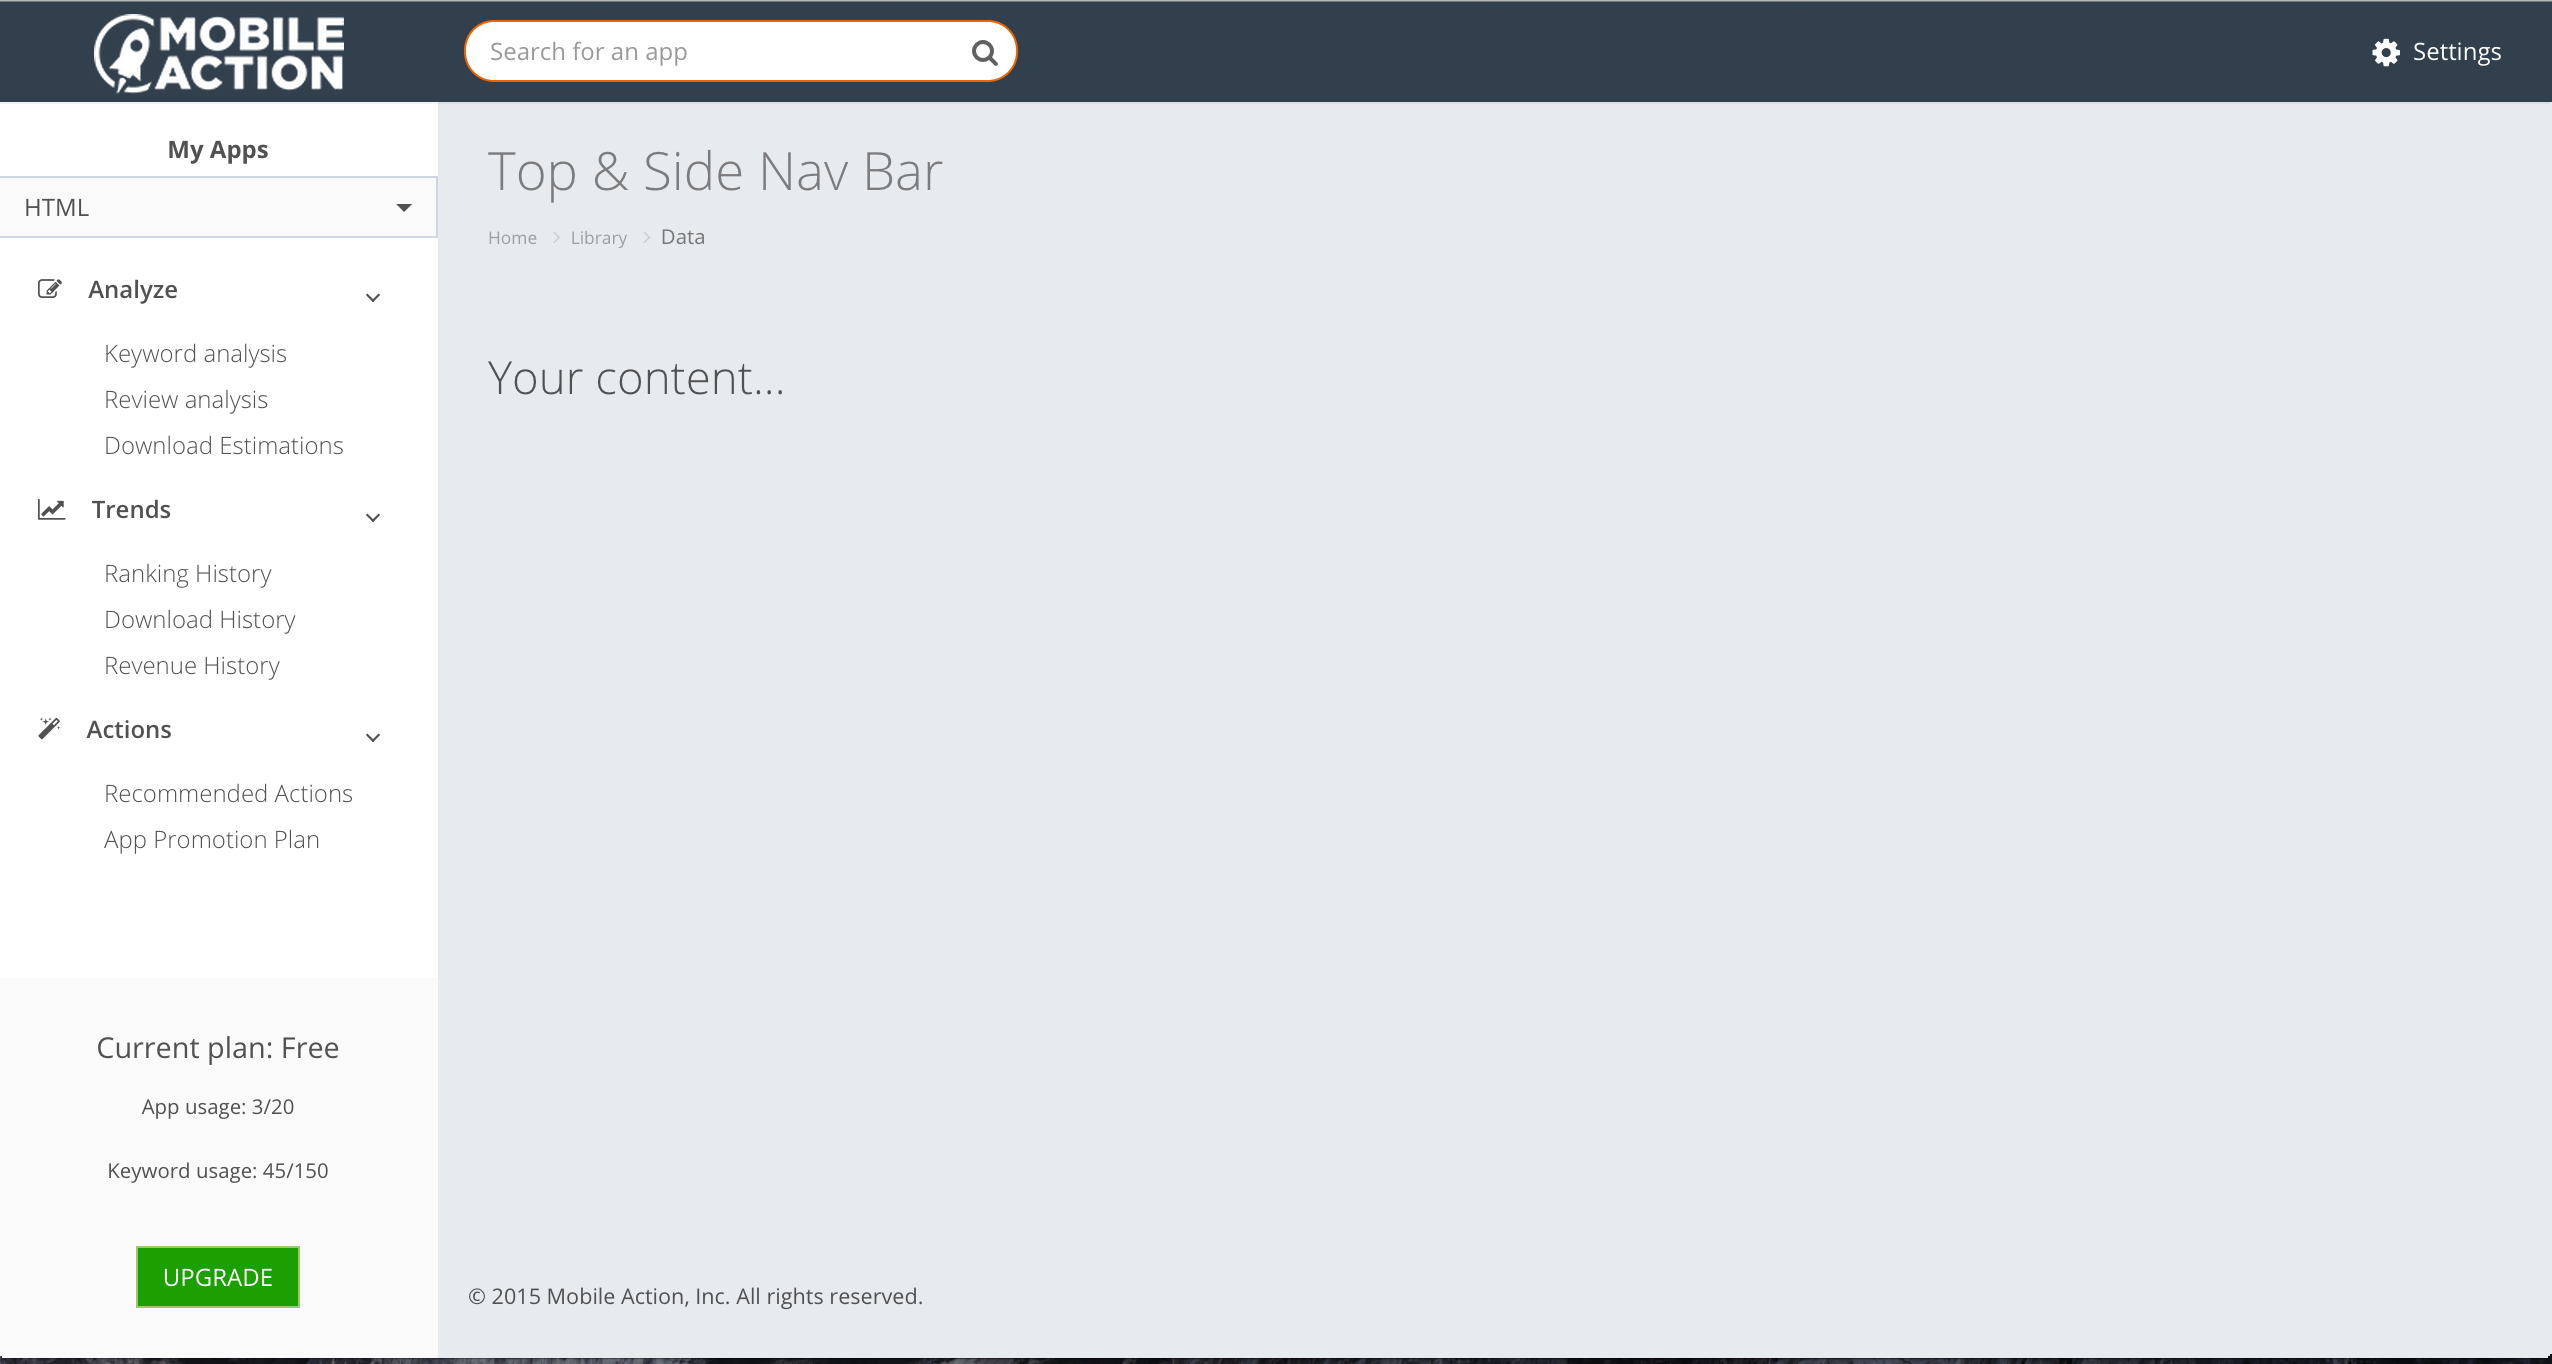 MOBILE
ACTION
Search for an app
Settings
My Apps
HTML
Analyze
Keyword analysis
Review analysis
Download Estimations
Trends
Ranking History
Download History
Revenue History
Actions
Recommended Actions
App Promotion Plan
Current plan: Free
App usage: 3/20
Keyword usage: 45/150
UPGRADE
Top & Side Nav Bar
Home Library Data
Your content...
© 2015 Mobile Action, Inc. All rights reserved.